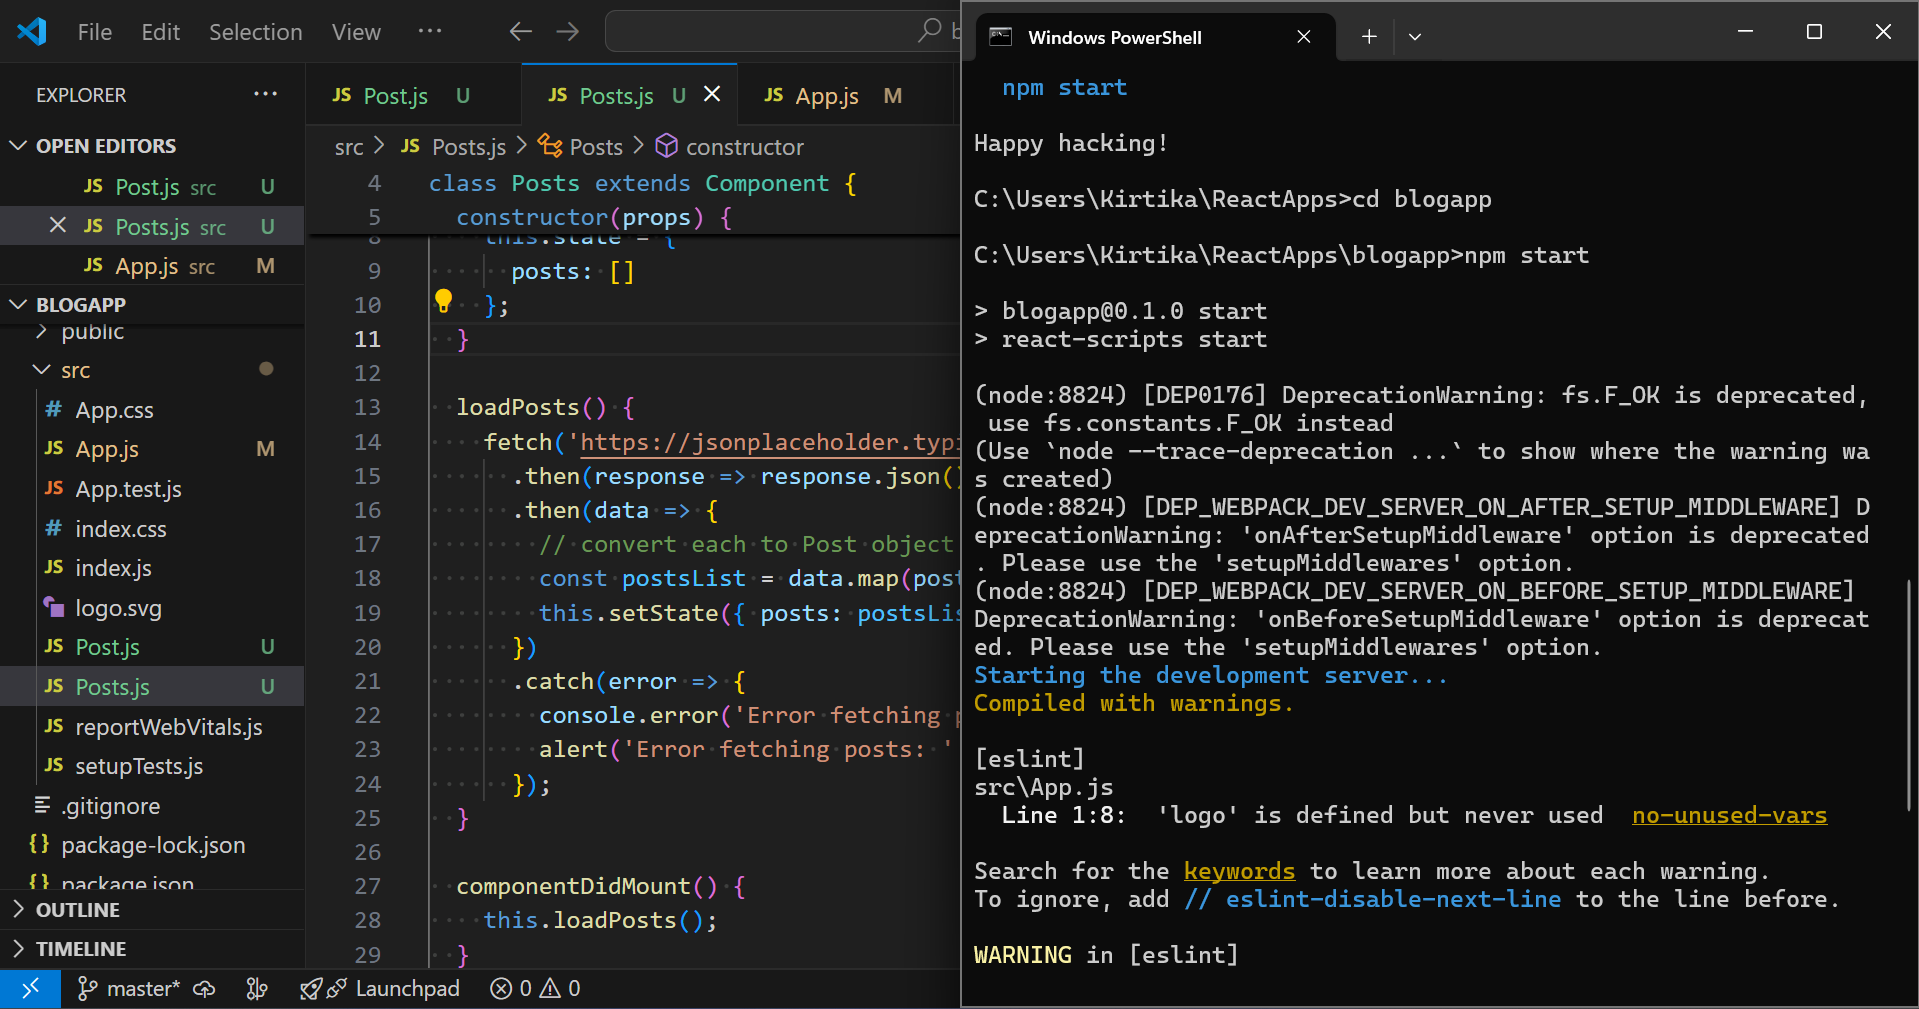 File Edit Selection View ···
EXPLORER ···
OPEN EDITORS
JS Post.js src U
JS Posts.js src U
JS App.js src M
BLOGAPP
public
src
# App.css
JS App.js M
JS App.test.js
# index.css
JS index.js
logo.svg
JS Post.js U
JS Posts.js U
JS reportWebVitals.js
JS setupTests.js
.gitignore
{} package-lock.json
{} package.json
OUTLINE
TIMELINE
JS Post.js U
JS Posts.js U
JS App.js M
src > JS Posts.js > Posts > constructor
4 class Posts extends Component {
5 constructor(props) {
8 this.state = {
9 posts: []
10 };
11 }
12
13 loadPosts() {
14 fetch('https://jsonplaceholder.typi
15 .then(response => response.json()
16 .then(data => {
17 // convert each to Post object
18 const postsList = data.map(post
19 this.setState({ posts: postsLis
20 })
21 .catch(error => {
22 console.error('Error fetching p
23 alert('Error fetching posts: '
24 });
25 }
26
27 componentDidMount() {
28 this.loadPosts();
29 }
master* Launchpad 0 0
Windows PowerShell
npm start
Happy hacking!
C:\Users\Kirtika\ReactApps>cd blogapp
C:\Users\Kirtika\ReactApps\blogapp>npm start
> blogapp@0.1.0 start
> react-scripts start
(node:8824) [DEP0176] DeprecationWarning: fs.F_OK is deprecated,
use fs.constants.F_OK instead
(Use `node --trace-deprecation ...` to show where the warning wa
s created)
(node:8824) [DEP_WEBPACK_DEV_SERVER_ON_AFTER_SETUP_MIDDLEWARE] D
eprecationWarning: 'onAfterSetupMiddleware' option is deprecated
. Please use the 'setupMiddlewares' option.
(node:8824) [DEP_WEBPACK_DEV_SERVER_ON_BEFORE_SETUP_MIDDLEWARE]
DeprecationWarning: 'onBeforeSetupMiddleware' option is deprecat
ed. Please use the 'setupMiddlewares' option.
Starting the development server...
Compiled with warnings.
[eslint]
src\App.js
Line 1:8: 'logo' is defined but never used no-unused-vars
Search for the keywords to learn more about each warning.
To ignore, add // eslint-disable-next-line to the line before.
WARNING in [eslint]